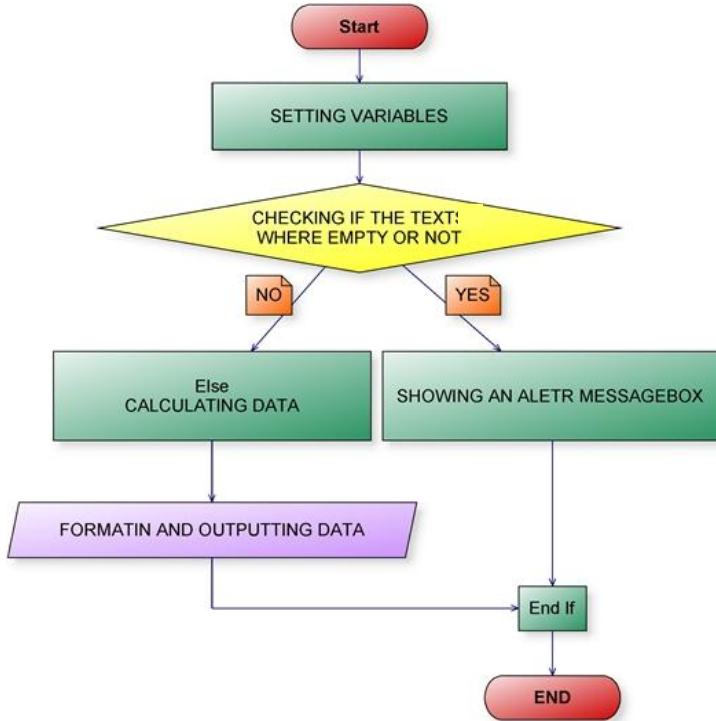 Start
SETTING VARIABLES
CHECKING IF THE TEXTS
WHERE EMPTY OR NOT
NO
YES
Else
CALCULATING DATA
SHOWING AN ALETR MESSAGEBOX
FORMATIN AND OUTPUTTING DATA
End If
END